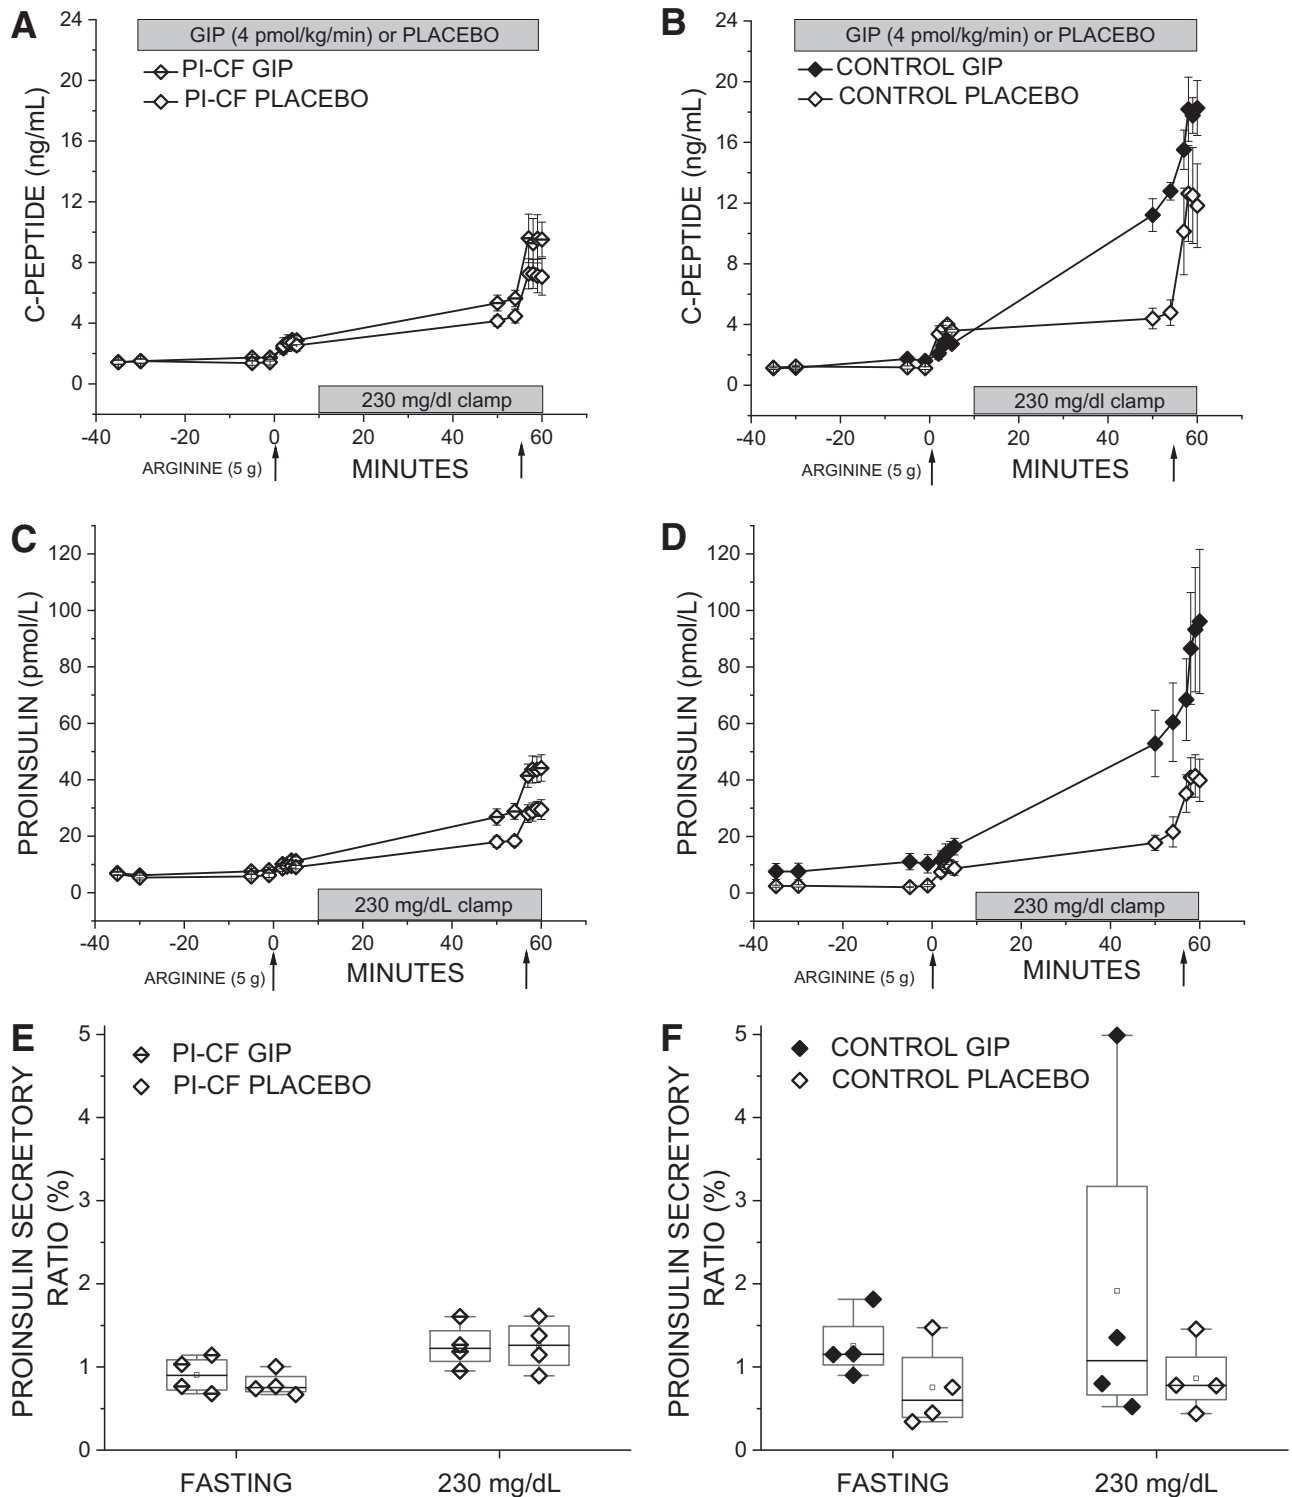 A
24
GIP (4 pmol/kg/min) or PLACEBO
PI-CF GIP
PI-CF PLACEBO
20
16
12
8
4
0
C-PEPTIDE (ng/mL)
230 mg/dl clamp
-40 -20 0 20 40 60
ARGININE (5 g)
MINUTES
B
24
GIP (4 pmol/kg/min) or PLACEBO
CONTROL GIP
CONTROL PLACEBO
20
16
12
8
4
0
C-PEPTIDE (ng/mL)
230 mg/dl clamp
-40 -20 0 20 40 60
ARGININE (5 g)
MINUTES
C
120
100
80
60
40
20
0
PROINSULIN (pmol/L)
230 mg/dL clamp
-40 -20 0 20 40 60
ARGININE (5 g)
MINUTES
D
120
100
80
60
40
20
0
PROINSULIN (pmol/L)
230 mg/dl clamp
-40 -20 0 20 40 60
ARGININE (5 g)
MINUTES
E
5
PI-CF GIP
PI-CF PLACEBO
4
3
2
1
0
PROINSULIN SECRETORY
RATIO (%)
FASTING 230 mg/dL
F
5
CONTROL GIP
CONTROL PLACEBO
4
3
2
1
0
PROINSULIN SECRETORY
RATIO (%)
FASTING 230 mg/dL